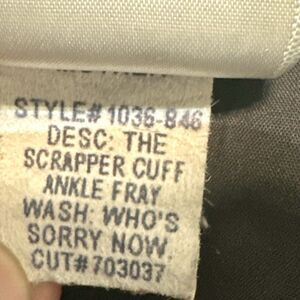 STYLE# 1036-846
DESC: THE
SCRAPPER CUFF
ANKLE FRAY
WASH: WHO'S
SORRY NOW.
CUT#703037